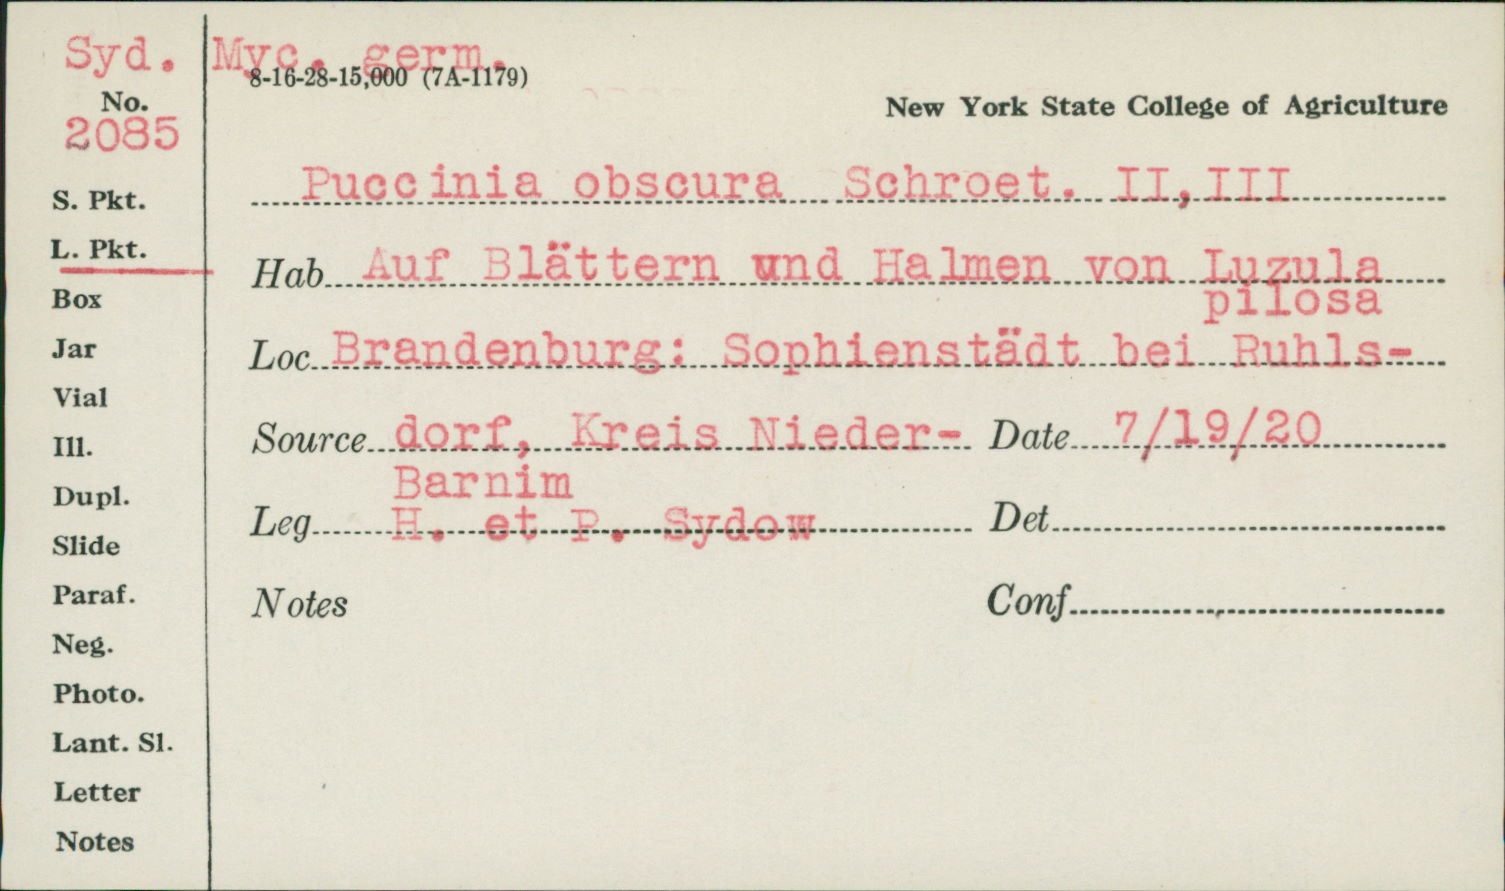 Syd. Myc. germ.
8-16-28-15,000 (7A-1179)
No.
2085
New York State College of Agriculture
Puccinia obscura Schroet. II,III
S. Pkt.
L. Pkt.
Hab Auf Blättern und Halmen von Luzula
pilosa
Box
Jar
Loc Brandenburg: Sophienstädt bei Ruhls-
Vial
Ill.
Source dorf, Kreis Nieder- Date 7/19/20
Barnim
Dupl.
Leg H. et P. Sydow Det
Slide
Paraf.
Notes Conf
Neg.
Photo.
Lant. Sl.
Letter
Notes